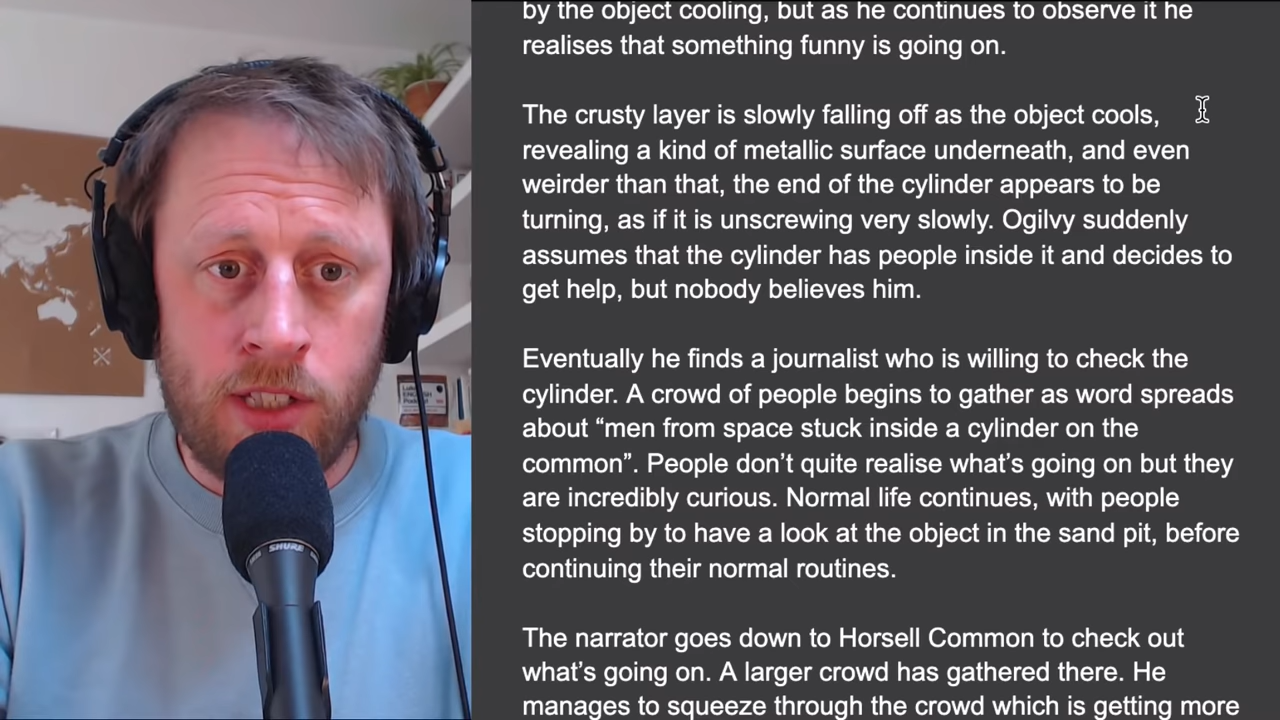 by the object cooling, but as he continues to observe it he
realises that something funny is going on.
The crusty layer is slowly falling off as the object cools,
revealing a kind of metallic surface underneath, and even
weirder than that, the end of the cylinder appears to be
turning, as if it is unscrewing very slowly. Ogilvy suddenly
assumes that the cylinder has people inside it and decides to
get help, but nobody believes him.
Eventually he finds a journalist who is willing to check the
cylinder. A crowd of people begins to gather as word spreads
about “men from space stuck inside a cylinder on the
common”. People don’t quite realise what’s going on but they
are incredibly curious. Normal life continues, with people
stopping by to have a look at the object in the sand pit, before
continuing their normal routines.
The narrator goes down to Horsell Common to check out
what’s going on. A larger crowd has gathered there. He
manages to squeeze through the crowd which is getting more
SHURE